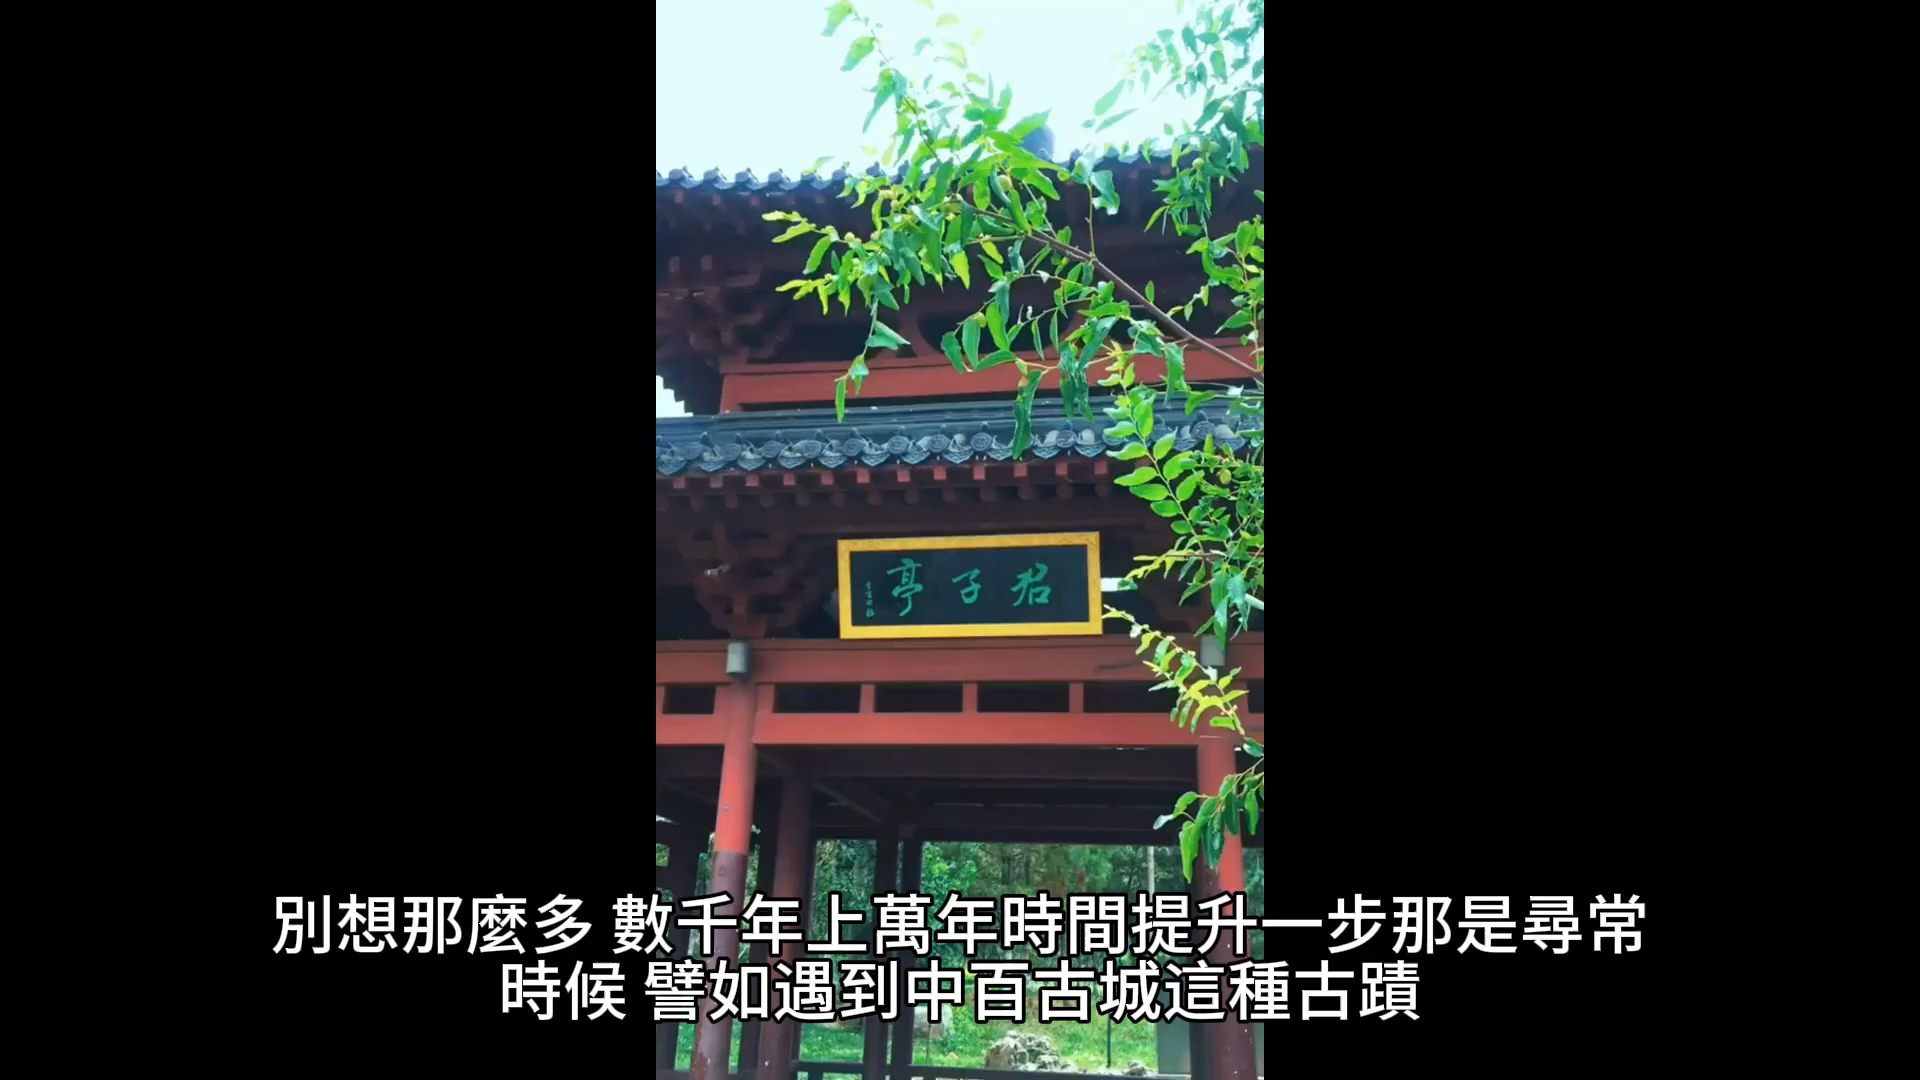 君子亭
別想那麼多 數千年上萬年時間提升一步那是尋常
時候 譬如遇到中百古城這種古蹟